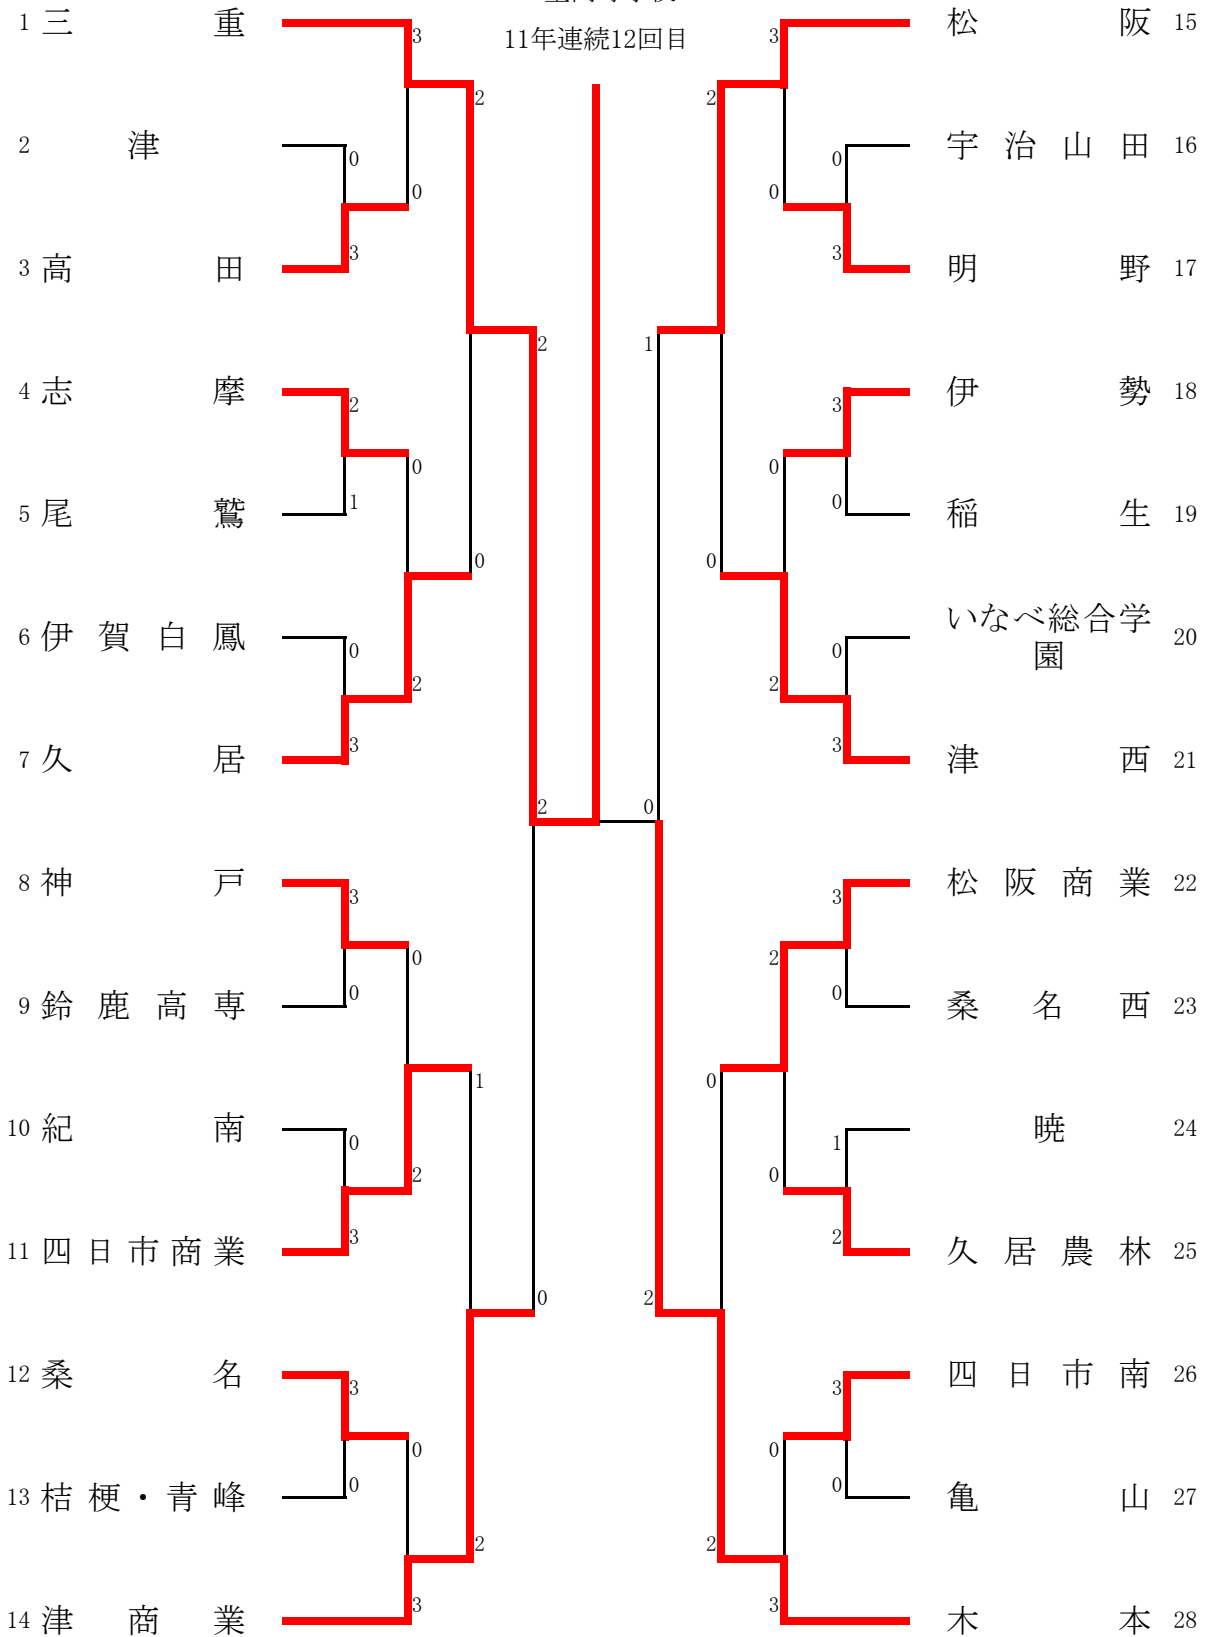 11年連続12回目
1 三重
2 津
3 高田
4 志摩
5 尾鷲
6 伊賀白鳳
7 久居
8 神戸
9 鈴鹿高専
10 紀南
11 四日市商業
12 桑名
13 桔梗・青峰
14 津商業
3
0
3
0
2
2
1
0
0
3
2
0
2
3
0
0
0
3
2
1
3
0
0
3
2
0
2
0
3
0
0
3
2
3
0
0
2
1
3
0
0
0
3
2
0
3
0
2
1
2
0
0
2
3
0
0
2
3
松阪 15
宇治山田 16
明野 17
伊勢 18
稲生 19
いなべ総合学
園 20
津西 21
松阪商業 22
桑名西 23
暁 24
久居農林 25
四日市南 26
亀山 27
木本 28